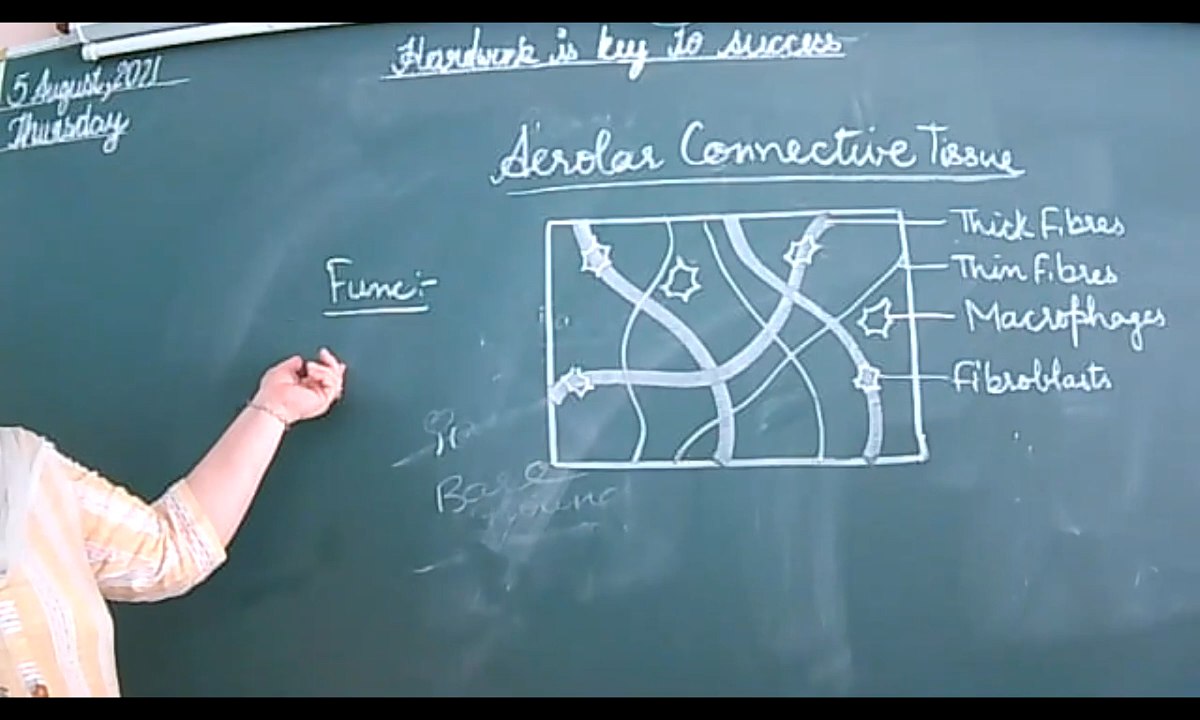 Hardwork is key to success
5 August, 2021
Thursday
Aerolar Connective Tissue
Thick Fibres
Thin Fibres
Macrophages
Fibroblasts
Func:-